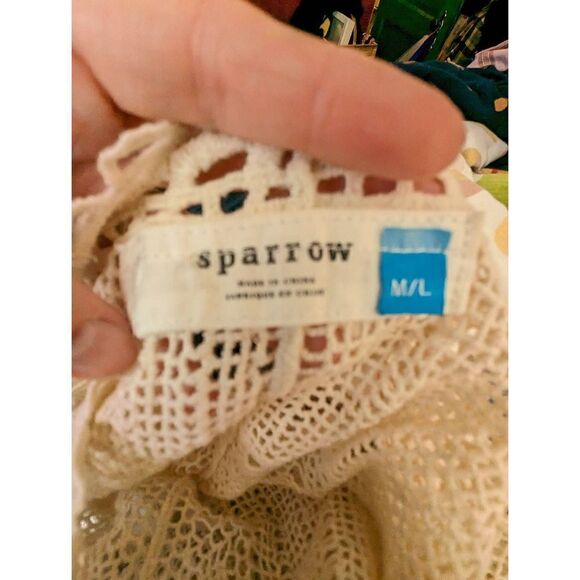 sparrow
MADE IN CHINA
FABRIQUE EN CHINE
M/L